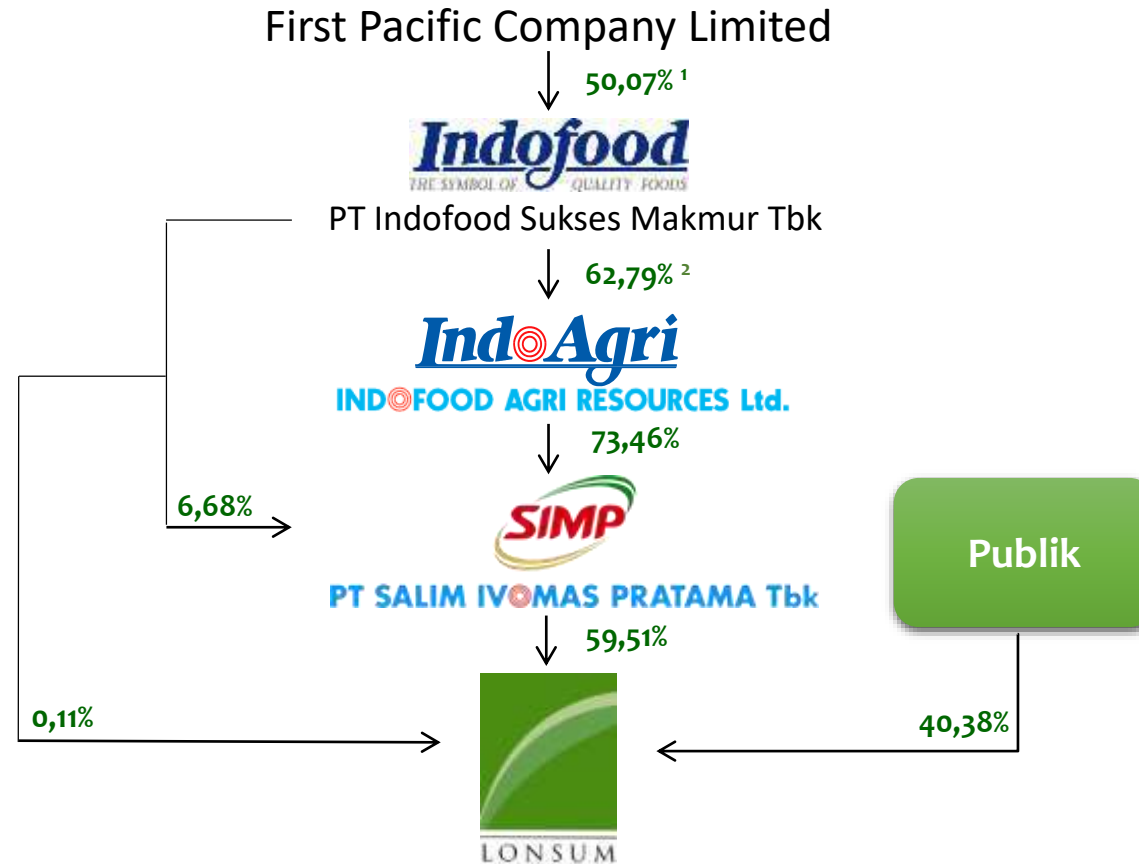 First Pacific Company Limited
50,07% ¹
Indofood
THE SYMBOL OF QUALITY FOODS
PT Indofood Sukses Makmur Tbk
62,79% ²
IndoAgri
INDOFOOD AGRI RESOURCES Ltd.
73,46%
6,68%
SIMP
Publik
PT SALIM IVOMAS PRATAMA Tbk
59,51%
0,11%
40,38%
LONSUM